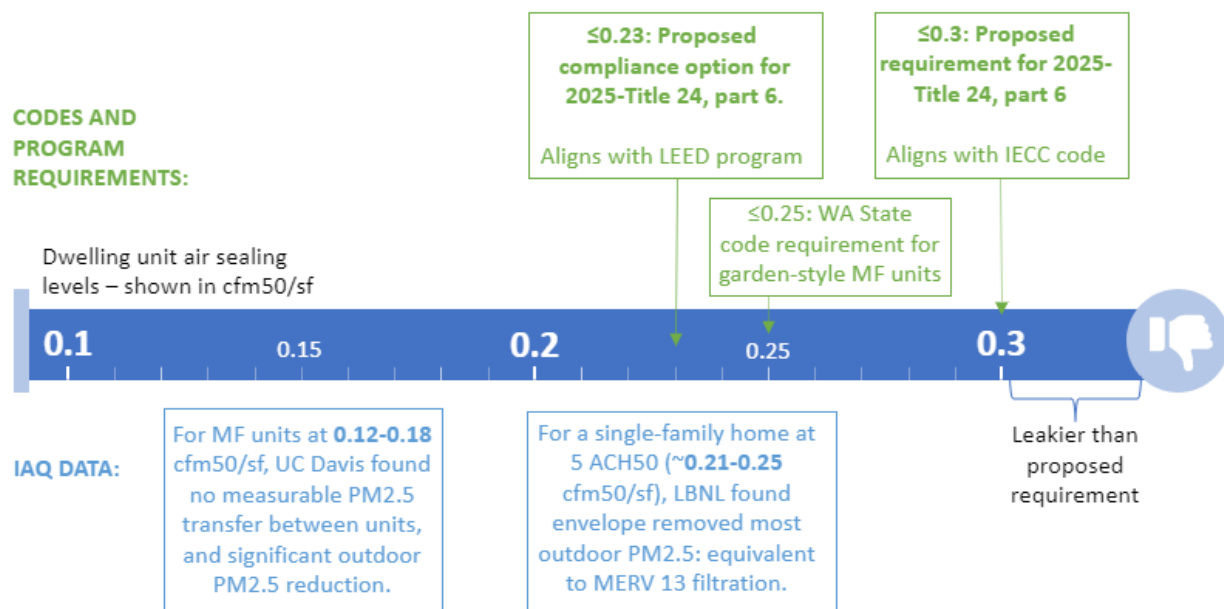 ≤0.23: Proposed
compliance option for
2025-Title 24, part 6.
Aligns with LEED program
≤0.3: Proposed
requirement for 2025-
Title 24, part 6
Aligns with IECC code
CODES AND
PROGRAM
REQUIREMENTS:
≤0.25: WA State
code requirement for
garden-style MF units
Dwelling unit air sealing
levels – shown in cfm50/sf
0.1
0.15
0.2
0.25
0.3
IAQ DATA:
For MF units at 0.12-0.18
cfm50/sf, UC Davis found
no measurable PM2.5
transfer between units,
and significant outdoor
PM2.5 reduction.
For a single-family home at
5 ACH50 (~0.21-0.25
cfm50/sf), LBNL found
envelope removed most
outdoor PM2.5: equivalent
to MERV 13 filtration.
Leakier than
proposed
requirement